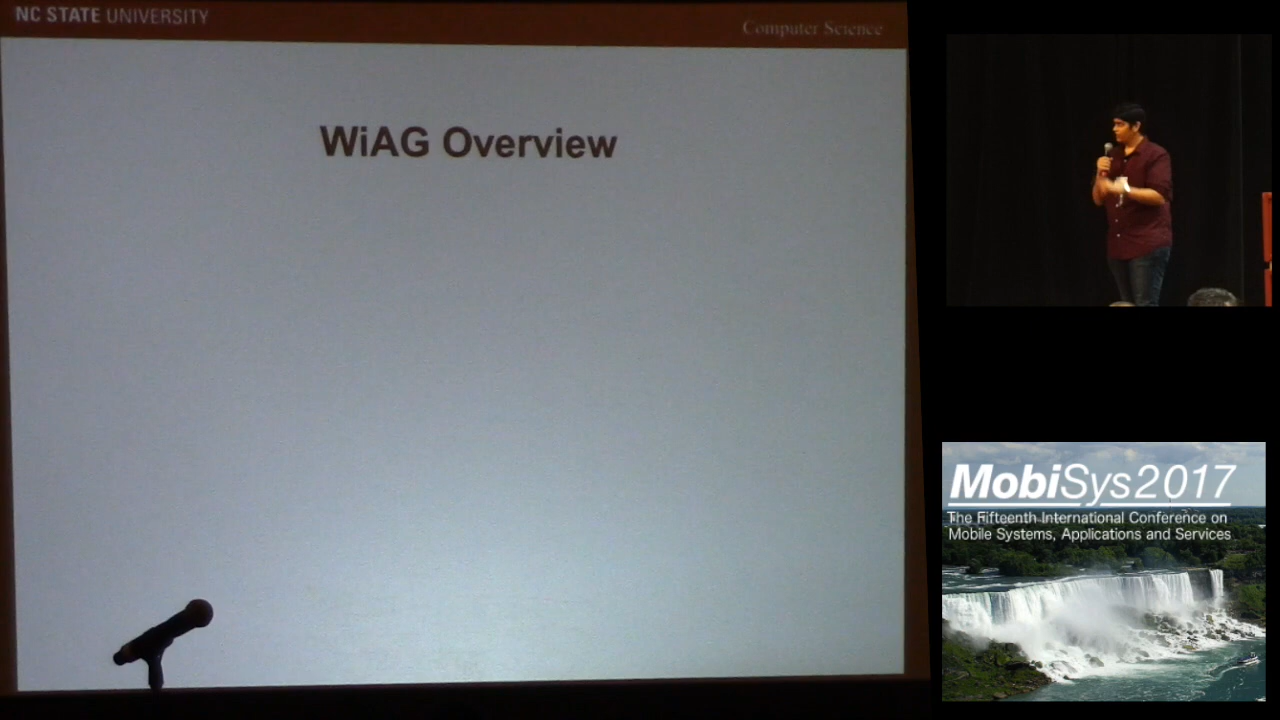 NC STATE UNIVERSITY
Computer Science
WiAG Overview
MobiSys2017
The Fifteenth International Conference on
Mobile Systems, Applications and Services